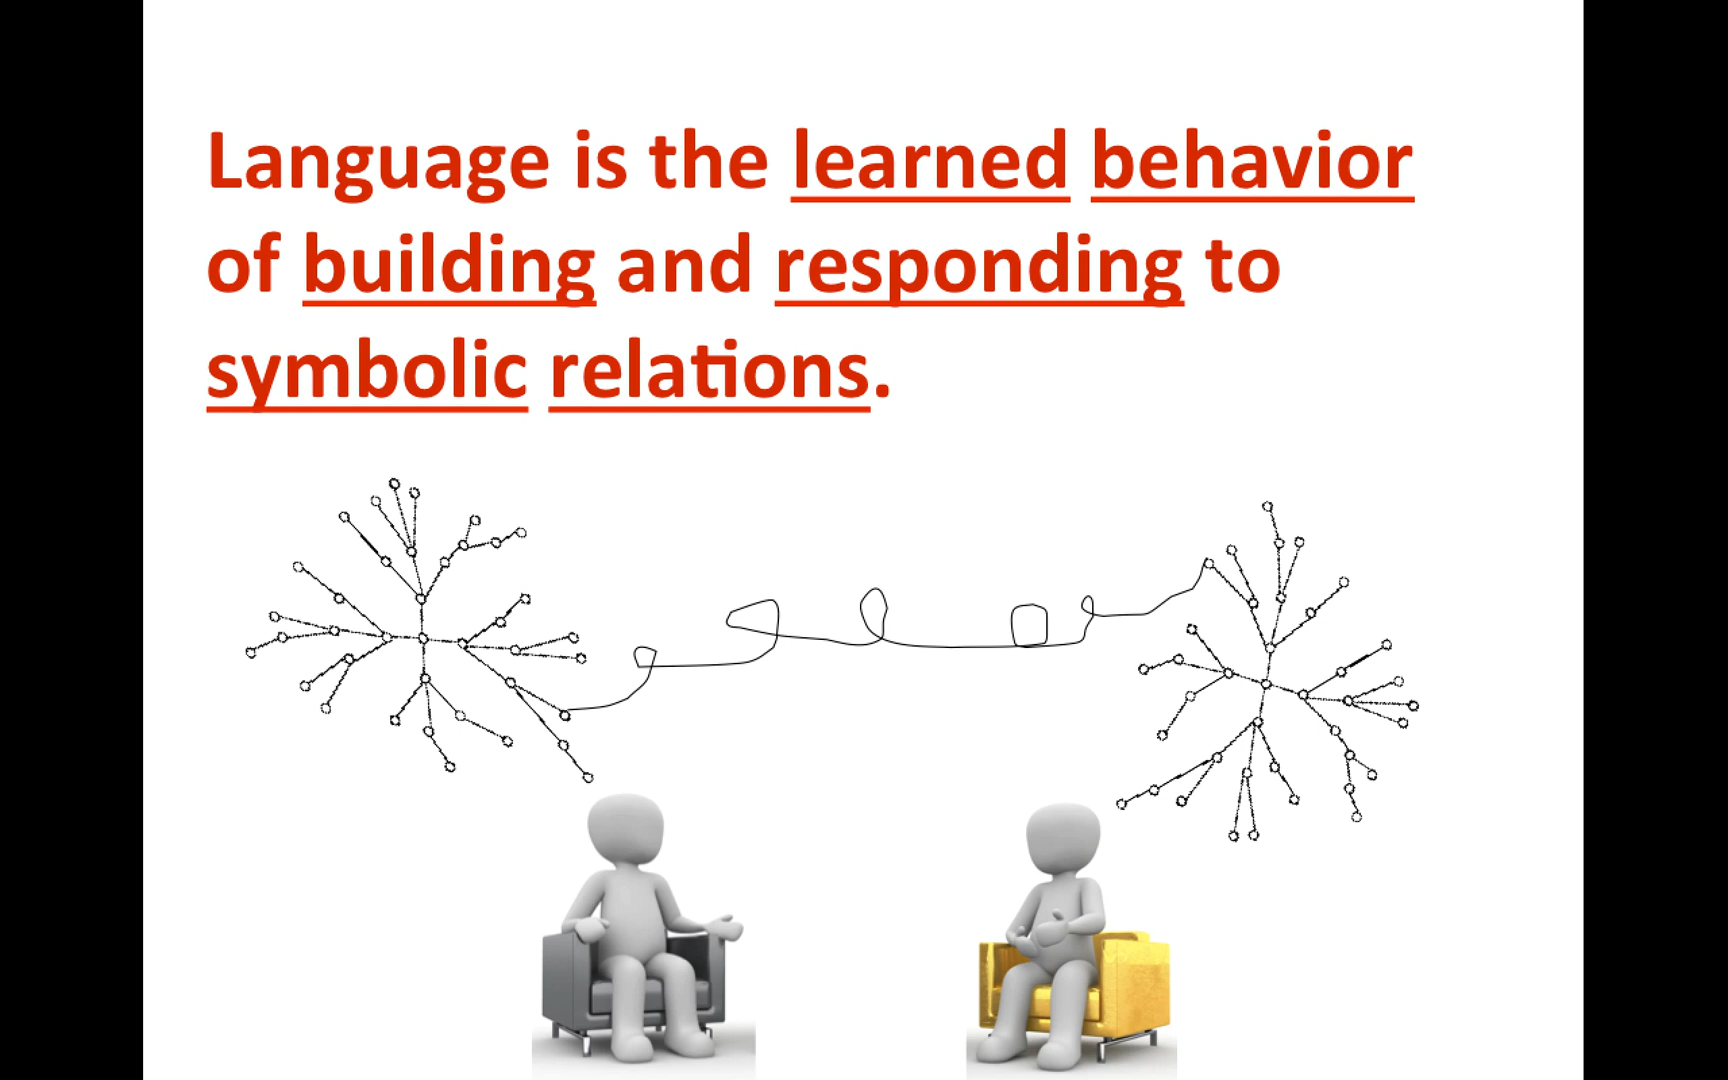 Language is the learned behavior
of building and responding to
symbolic relations.